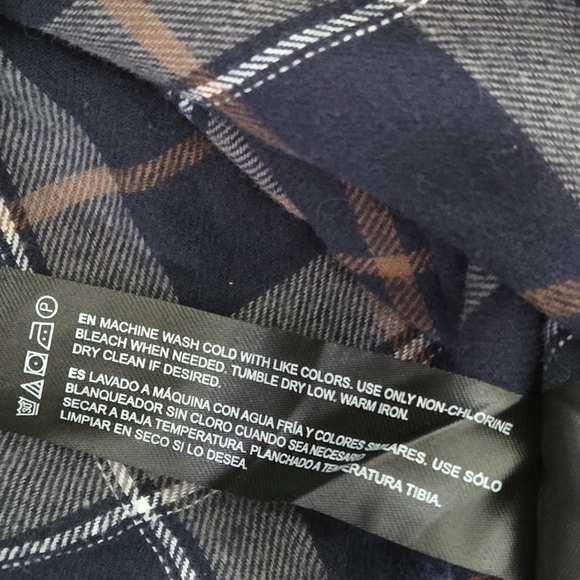 EN MACHINE WASH COLD WITH LIKE COLORS. USE ONLY NON-CHLORINE
BLEACH WHEN NEEDED. TUMBLE DRY LOW. WARM IRON.
DRY CLEAN IF DESIRED.
ES LAVADO A MÁQUINA CON AGUA FRÍA Y COLORES SIMILARES. USE SÓLO
BLANQUEADOR SIN CLORO CUANDO SEA NECESARIO.
SECAR A BAJA TEMPERATURA. PLANCHADO A TEMPERATURA TIBIA.
LIMPIAR EN SECO SI LO DESEA.
P